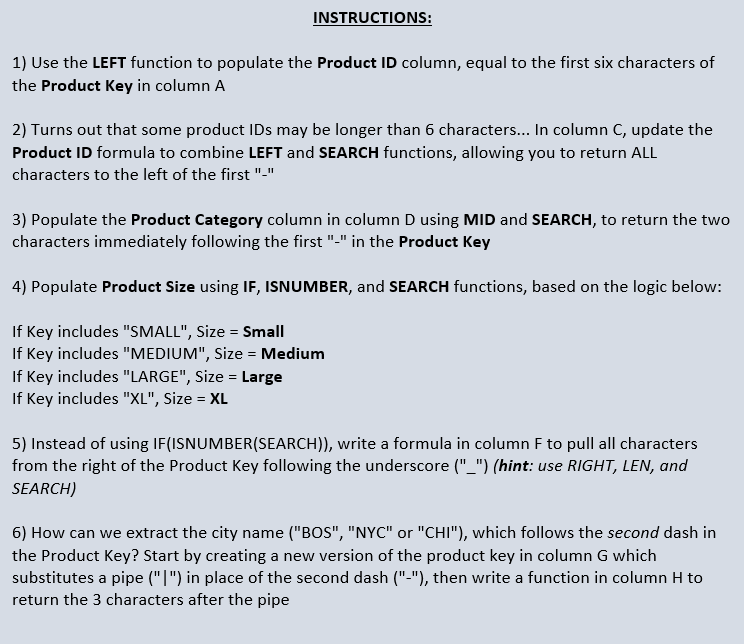 INSTRUCTIONS:
1) Use the LEFT function to populate the Product ID column, equal to the first six characters of
the Product Key in column A
2) Turns out that some product IDs may be longer than 6 characters... In column C, update the
Product ID formula to combine LEFT and SEARCH functions, allowing you to return ALL
characters to the left of the first "-"
3) Populate the Product Category column in column D using MID and SEARCH, to return the two
characters immediately following the first "-" in the Product Key
4) Populate Product Size using IF, ISNUMBER, and SEARCH functions, based on the logic below:
If Key includes "SMALL", Size = Small
If Key includes "MEDIUM", Size = Medium
If Key includes "LARGE", Size = Large
If Key includes "XL", Size = XL
5) Instead of using IF(ISNUMBER(SEARCH)), write a formula in column F to pull all characters
from the right of the Product Key following the underscore ("_") (hint: use RIGHT, LEN, and
SEARCH)
6) How can we extract the city name ("BOS", "NYC" or "CHI"), which follows the second dash in
the Product Key? Start by creating a new version of the product key in column G which
substitutes a pipe ("|") in place of the second dash ("-"), then write a function in column H to
return the 3 characters after the pipe